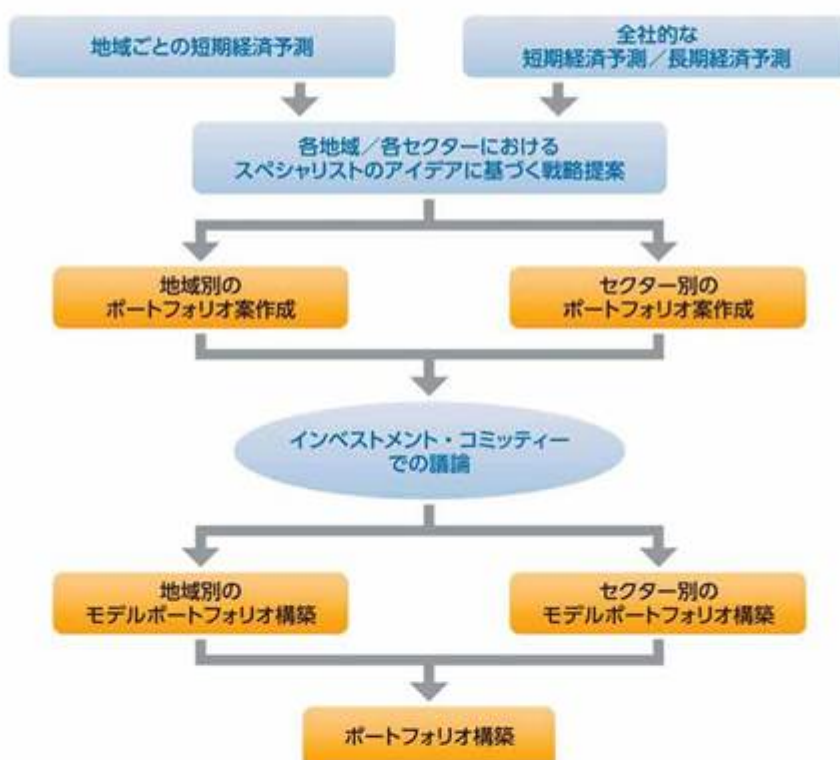 地域ごとの短期経済予測
全社的な
短期経済予測／長期経済予測
各地域／各セクターにおける
スペシャリストのアイデアに基づく戦略提案
地域別の
ポートフォリオ案作成
セクター別の
ポートフォリオ案作成
インベストメント・コミッティー
での議論
地域別の
モデルポートフォリオ構築
セクター別の
モデルポートフォリオ構築
ポートフォリオ構築